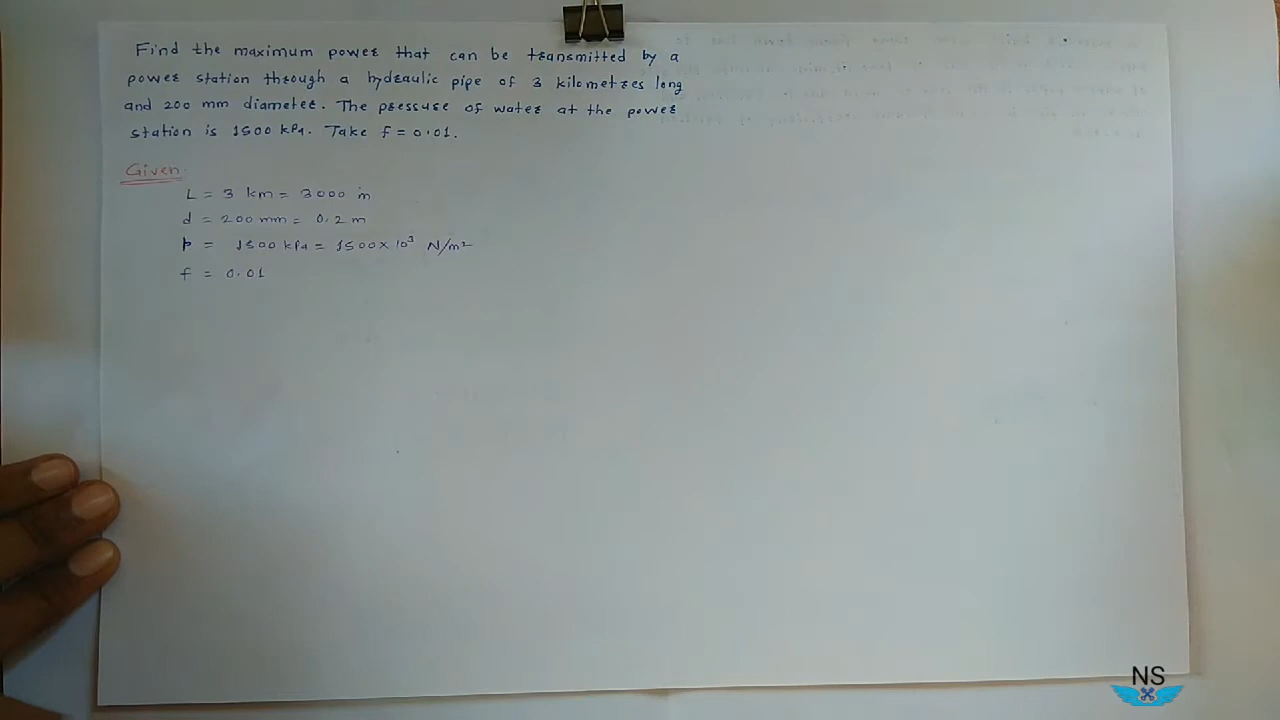 Find the maximum power that can be transmitted by a
power station through a hydraulic pipe of 3 kilometres long
and 200 mm diameter. The pressure of water at the power
station is 1500 kPa. Take f = 0.01.
Given:
L = 3 km = 3000 m
d = 200 mm = 0.2 m
p = 1500 kPa = 1500 × 10³ N/m²
f = 0.01
NS